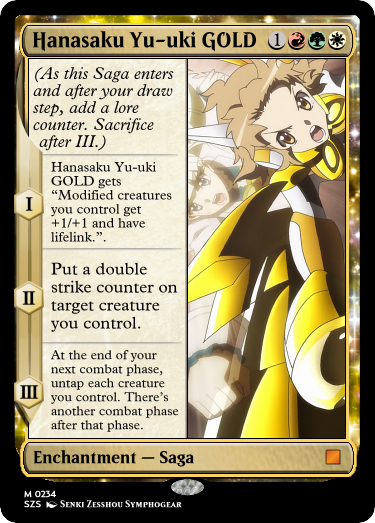 Hanasaku Yu-uki GOLD 1
(As this Saga enters
and after your draw
step, add a lore
counter. Sacrifice
after III.)
I
Hanasaku Yu-uki
GOLD gets
“Modified creatures
you control get
+1/+1 and have
lifelink.”.
II
Put a double
strike counter on
target creature
you control.
III
At the end of your
next combat phase,
untap each creature
you control. There’s
another combat phase
after that phase.
Enchantment — Saga
M 0234
SZS Senki Zesshou Symphogear